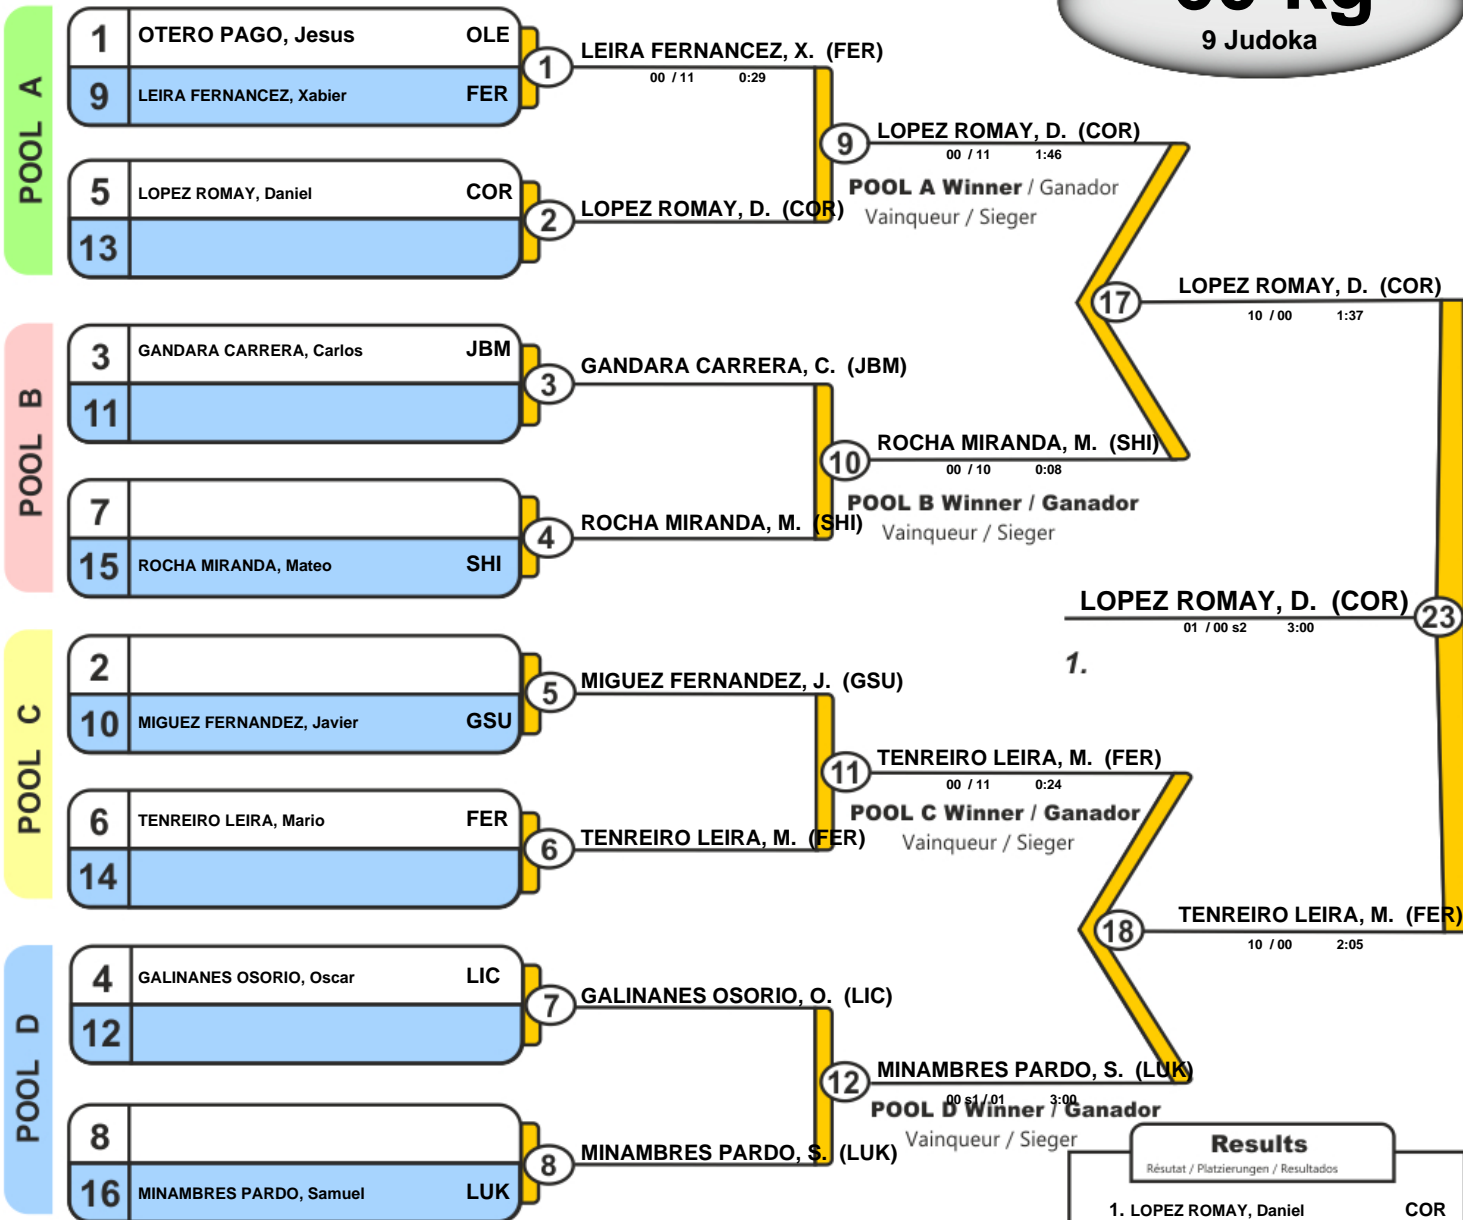 kg
9 Judoka
POOL A
1 OTERO PAGO, Jesus OLE
9 LEIRA FERNANCEZ, Xabier FER
1 LEIRA FERNANCEZ, X. (FER)
00 / 11 0:29
5 LOPEZ ROMAY, Daniel COR
13
2 LOPEZ ROMAY, D. (COR)
9 LOPEZ ROMAY, D. (COR)
00 / 11 1:46
POOL A Winner / Ganador
Vainqueur / Sieger
POOL B
3 GANDARA CARRERA, Carlos JBM
11
3 GANDARA CARRERA, C. (JBM)
7
15 ROCHA MIRANDA, Mateo SHI
4 ROCHA MIRANDA, M. (SHI)
10 ROCHA MIRANDA, M. (SHI)
00 / 10 0:08
POOL B Winner / Ganador
Vainqueur / Sieger
17 LOPEZ ROMAY, D. (COR)
10 / 00 1:37
LOPEZ ROMAY, D. (COR) 23
01 / 00 s2 3:00
1.
POOL C
2
10 MIGUEZ FERNANDEZ, Javier GSU
5 MIGUEZ FERNANDEZ, J. (GSU)
6 TENREIRO LEIRA, Mario FER
14
6 TENREIRO LEIRA, M. (FER)
11 TENREIRO LEIRA, M. (FER)
00 / 11 0:24
POOL C Winner / Ganador
Vainqueur / Sieger
POOL D
4 GALINANES OSORIO, Oscar LIC
12
7 GALINANES OSORIO, O. (LIC)
8
16 MINAMBRES PARDO, Samuel LUK
8 MINAMBRES PARDO, S. (LUK)
12 MINAMBRES PARDO, S. (LUK)
00 s1 / 01 3:00
POOL D Winner / Ganador
Vainqueur / Sieger
18 TENREIRO LEIRA, M. (FER)
10 / 00 2:05
Results
Résutat / Platzierungen / Resultados
1. LOPEZ ROMAY, Daniel COR